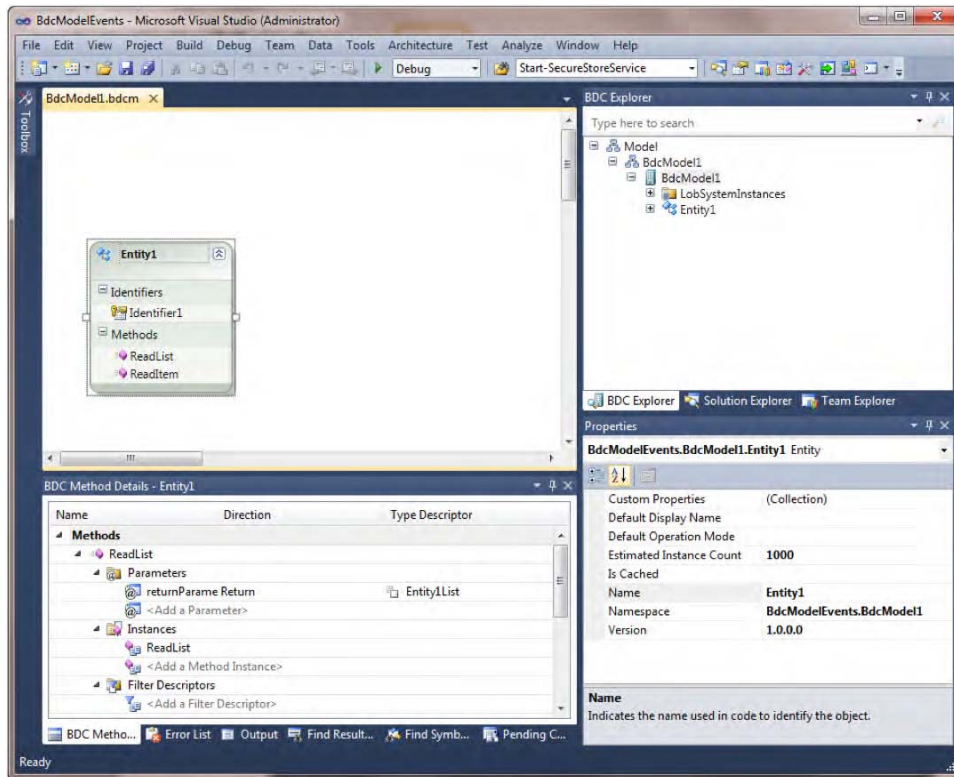 BdcModelEvents - Microsoft Visual Studio (Administrator)
File Edit View Project Build Debug Team Data Tools Architecture Test Analyze Window Help
Debug Start-SecureStoreService
Toolbox
BdcModel1.bdcm
Entity1
Identifiers
Identifier1
Methods
ReadList
ReadItem
BDC Explorer
Type here to search
Model
BdcModel1
BdcModel1
LobSystemInstances
Entity1
BDC Explorer Solution Explorer Team Explorer
BDC Method Details - Entity1
Name Direction Type Descriptor
Methods
ReadList
Parameters
returnParame Return Entity1List
<Add a Parameter>
Instances
ReadList
<Add a Method Instance>
Filter Descriptors
<Add a Filter Descriptor>
BDC Metho... Error List Output Find Result... Find Symb... Pending C...
Properties
BdcModelEvents.BdcModel1.Entity1 Entity
Custom Properties (Collection)
Default Display Name
Default Operation Mode
Estimated Instance Count 1000
Is Cached
Name Entity1
Namespace BdcModelEvents.BdcModel1
Version 1.0.0.0
Name
Indicates the name used in code to identify the object.
Ready